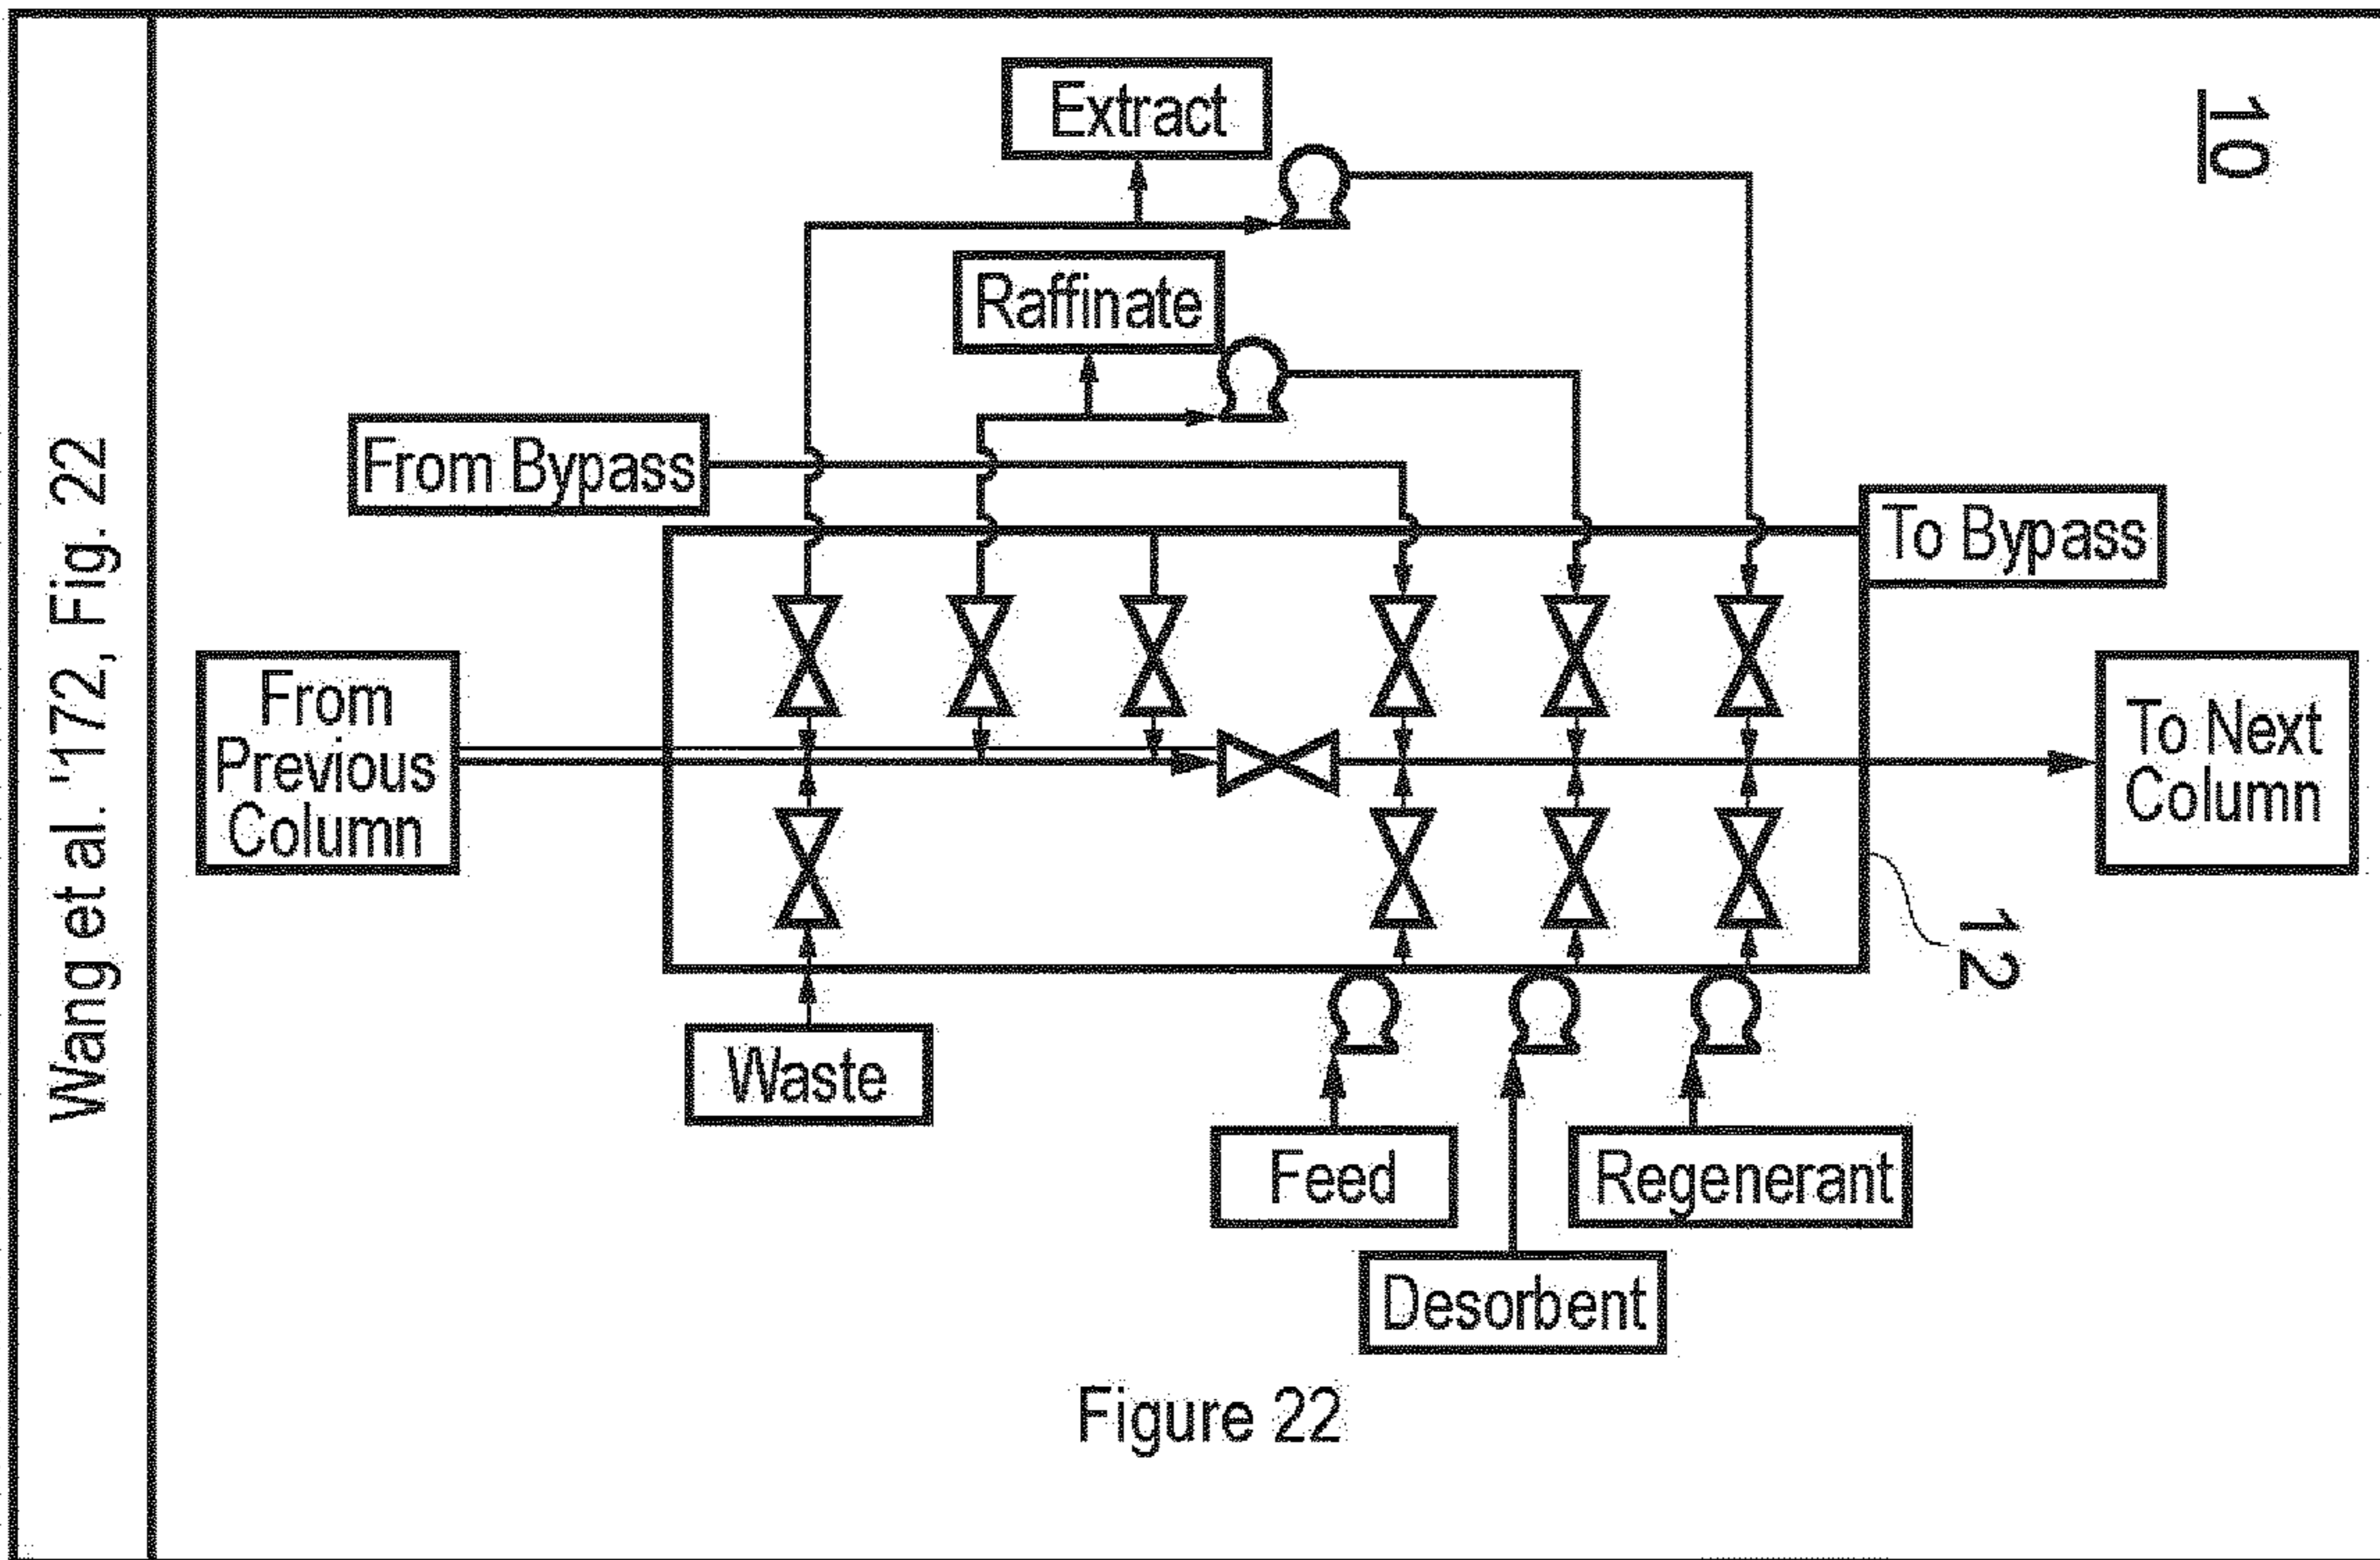 Wang et al. '172, Fig. 22
10
Extract
Raffinate
From Bypass
To Bypass
From
Previous
Column
To Next
Column
12
Waste
Feed
Regenerant
Desorbent
Figure 22